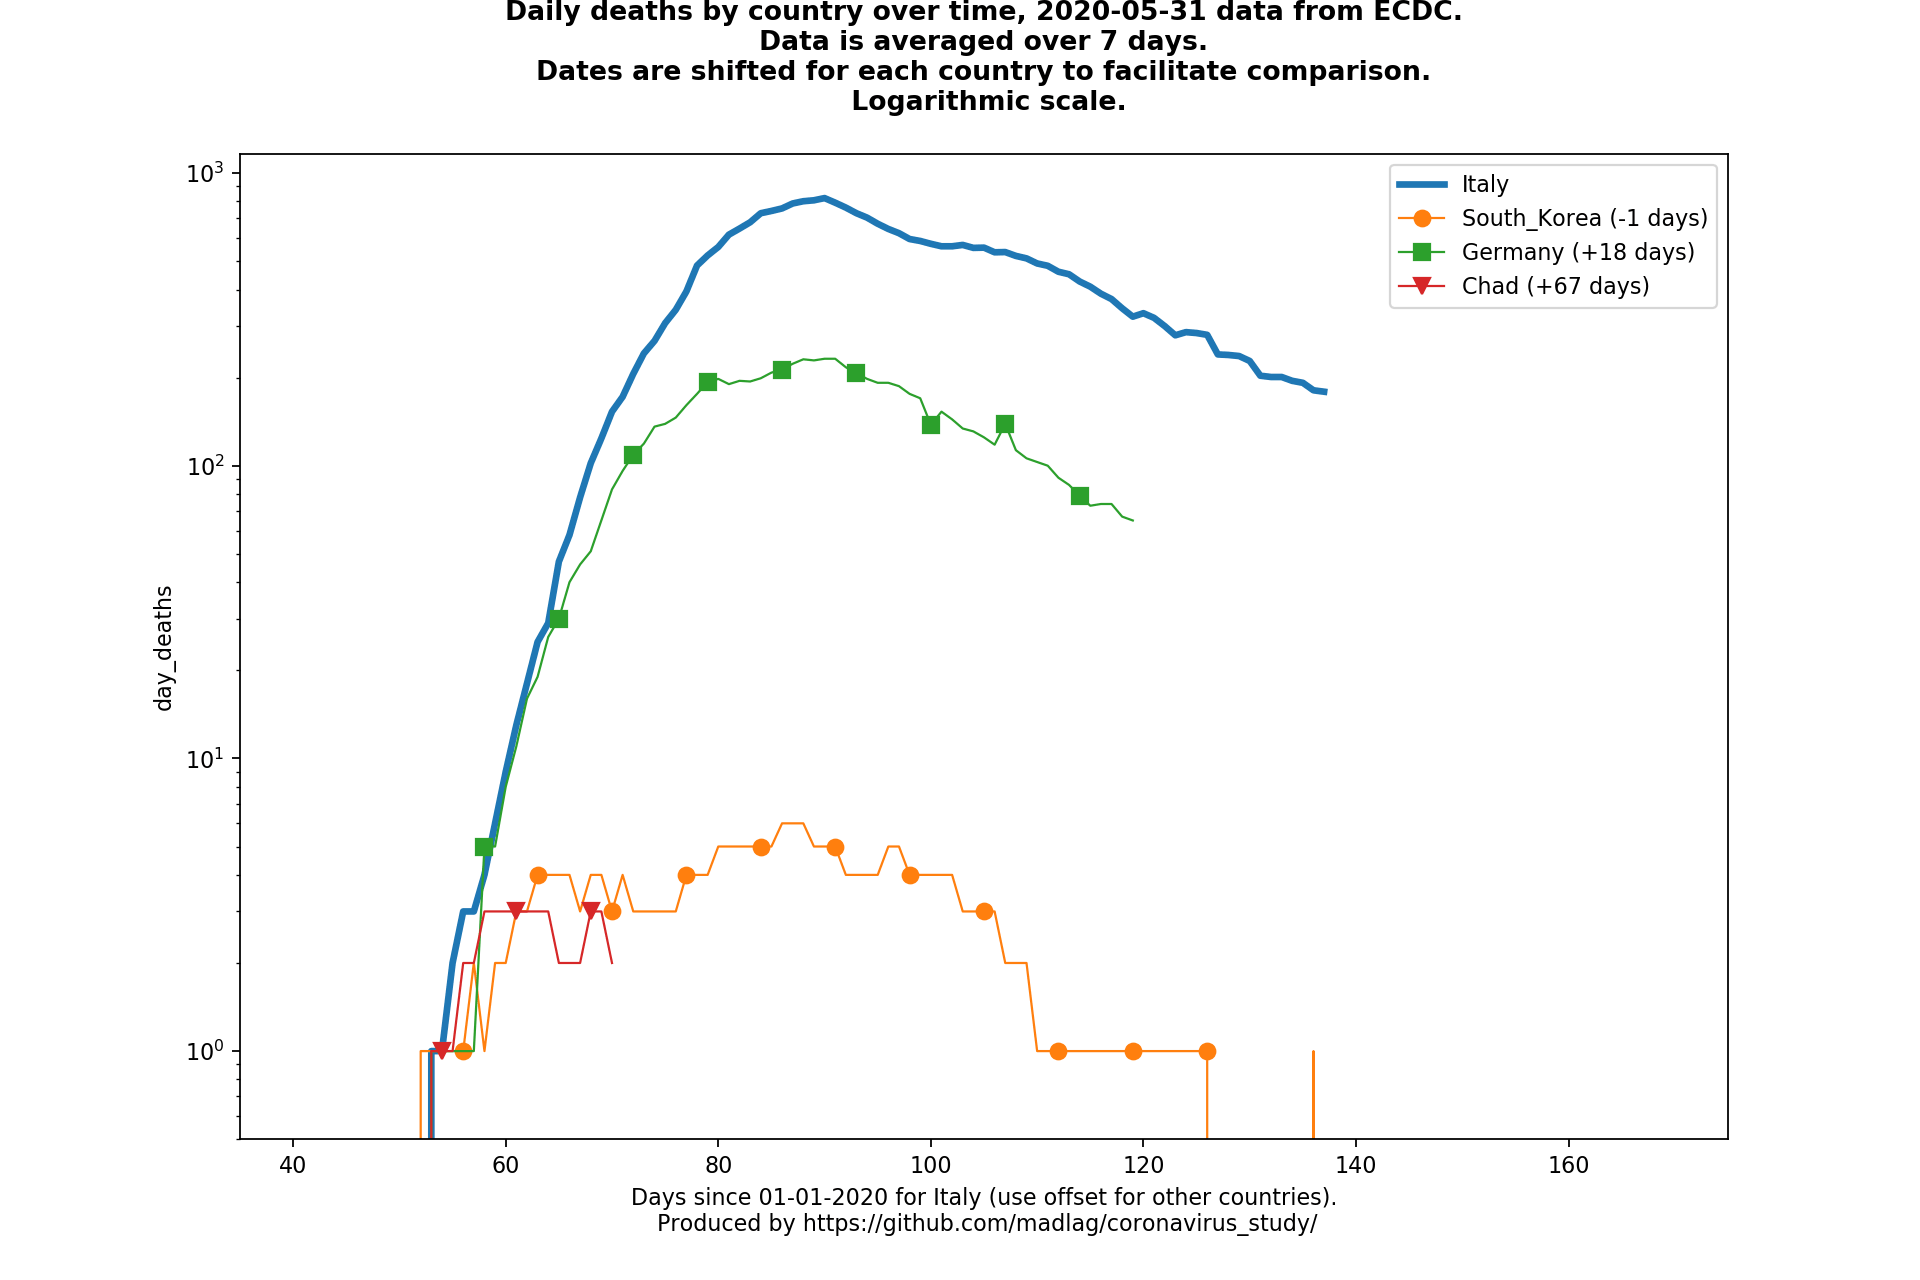 Daily deaths by country over time, 2020-05-31 data from ECDC.
Data is averaged over 7 days.
Dates are shifted for each country to facilitate comparison.
Logarithmic scale.
10³
10²
10¹
10⁰
day_deaths
Italy
South_Korea (-1 days)
Germany (+18 days)
Chad (+67 days)
40 60 80 100 120 140 160
Days since 01-01-2020 for Italy (use offset for other countries).
Produced by https://github.com/madlag/coronavirus_study/